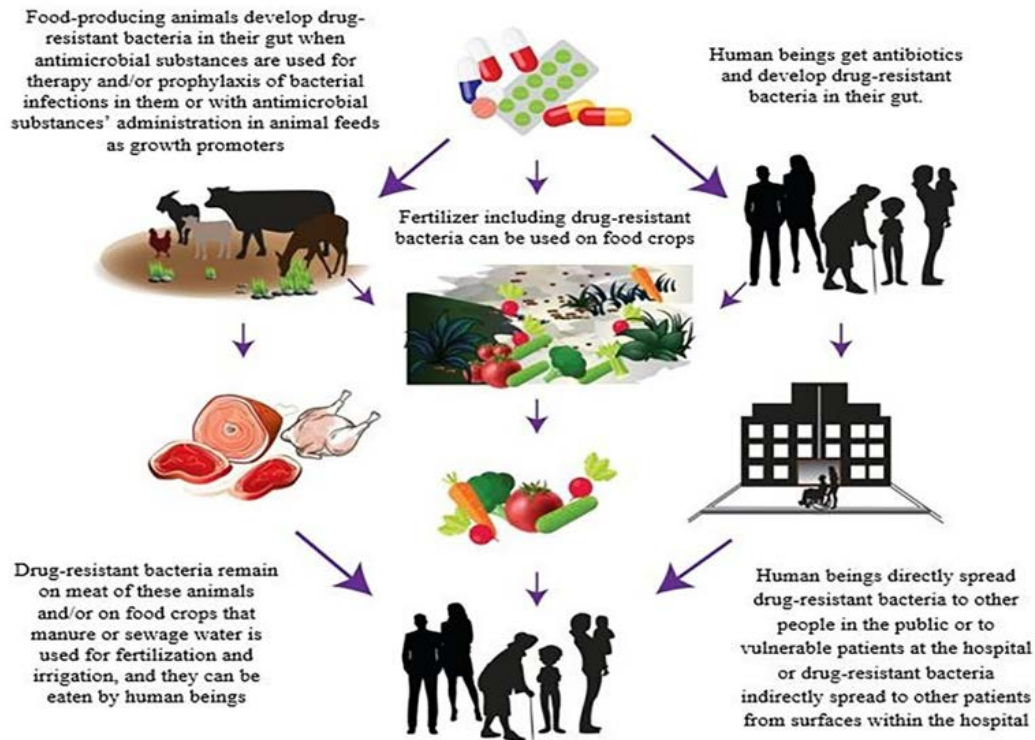 Food-producing animals develop drug-
resistant bacteria in their gut when
antimicrobial substances are used for
therapy and/or prophylaxis of bacterial
infections in them or with antimicrobial
substances’ administration in animal feeds
as growth promoters
Human beings get antibiotics
and develop drug-resistant
bacteria in their gut.
Fertilizer including drug-resistant
bacteria can be used on food crops
Drug-resistant bacteria remain
on meat of these animals
and/or on food crops that
manure or sewage water is
used for fertilization and
irrigation, and they can be
eaten by human beings
Human beings directly spread
drug-resistant bacteria to other
people in the public or to
vulnerable patients at the hospital
or drug-resistant bacteria
indirectly spread to other patients
from surfaces within the hospital